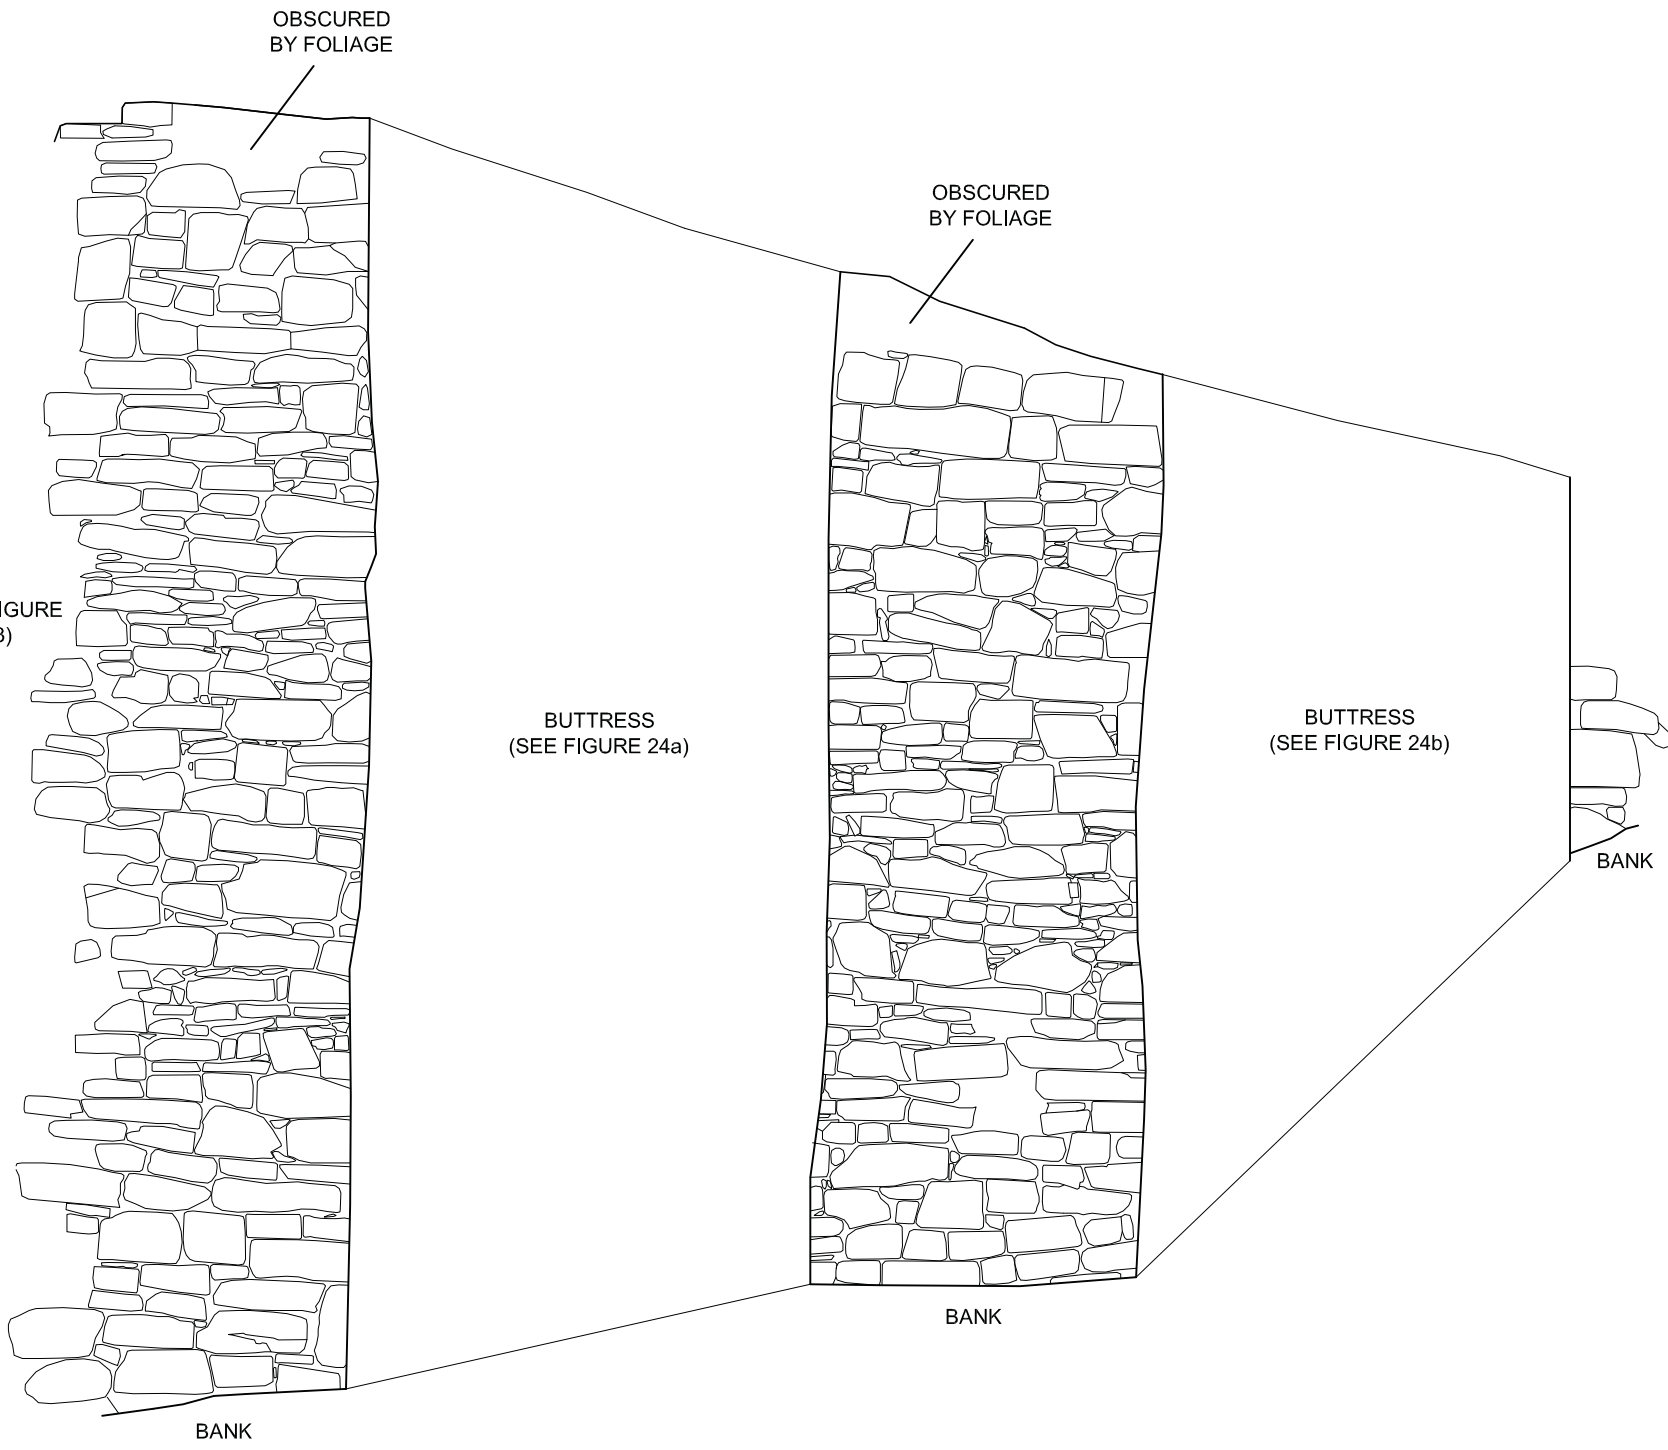 OBSCURED
BY FOLIAGE
OBSCURED
BY FOLIAGE
BUTTRESS
(SEE FIGURE 24a)
BUTTRESS
(SEE FIGURE 24b)
BANK
BANK
BANK